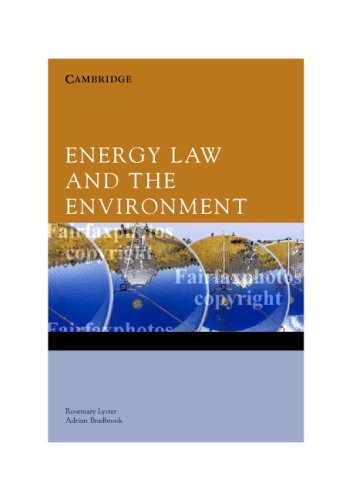 CAMBRIDGE
ENERGY LAW
AND THE
ENVIRONMENT
Fairfaxphotos
copyright
Fairfaxphotos
copyright
Fairfaxphotos
Rosemary Lyster
Adrian Bradbrook